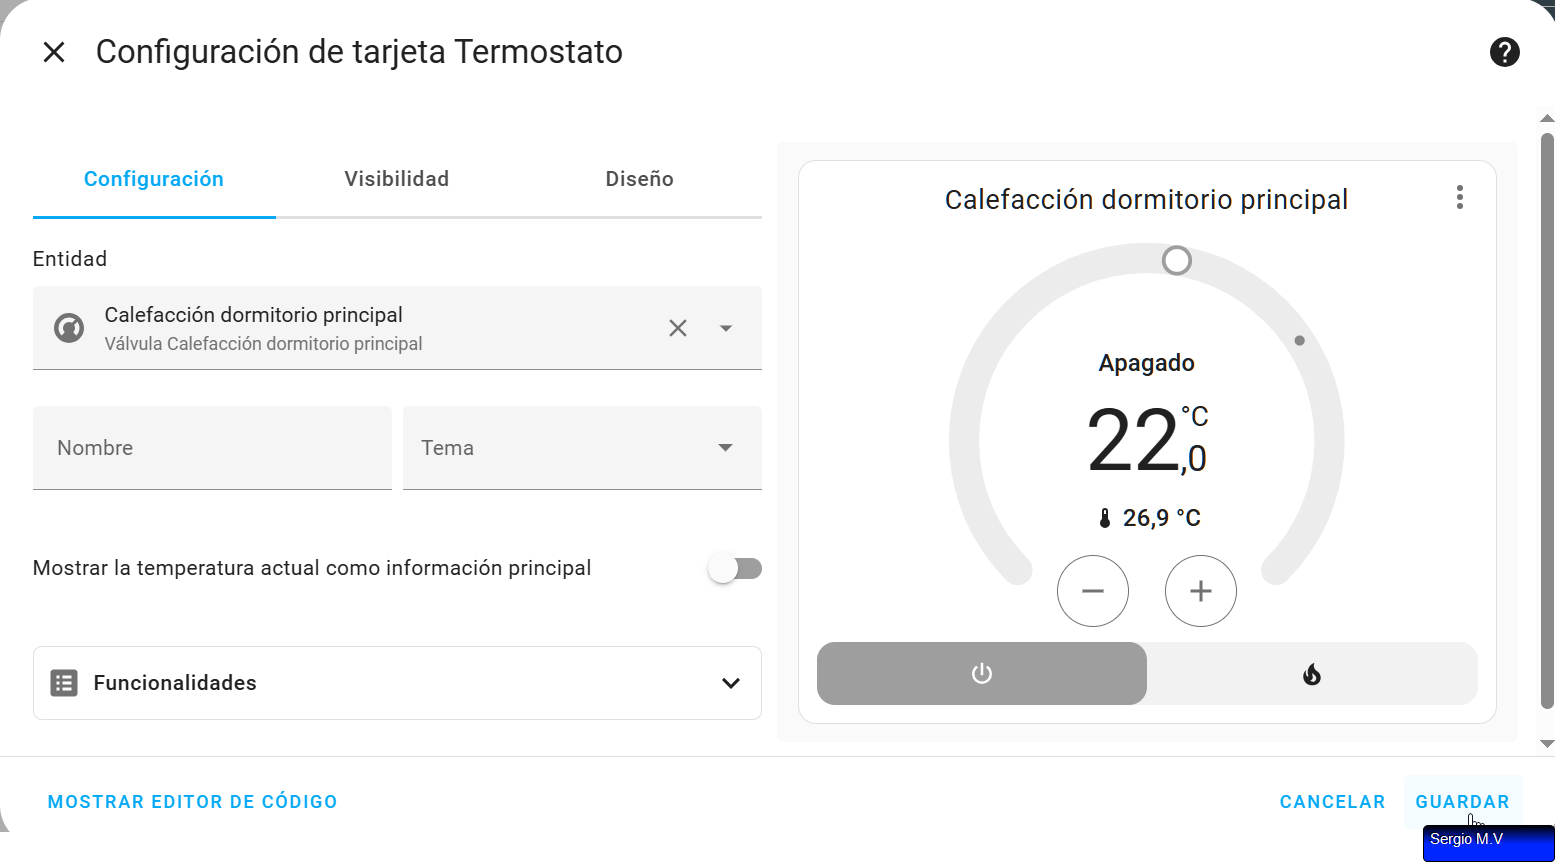 Configuración de tarjeta Termostato
Configuración
Visibilidad
Diseño
Entidad
Calefacción dormitorio principal
Válvula Calefacción dormitorio principal
Nombre
Tema
Mostrar la temperatura actual como información principal
Funcionalidades
Calefacción dormitorio principal
Apagado
22,0 °C
26,9 °C
MOSTRAR EDITOR DE CÓDIGO
CANCELAR
GUARDAR
Sergio M.V